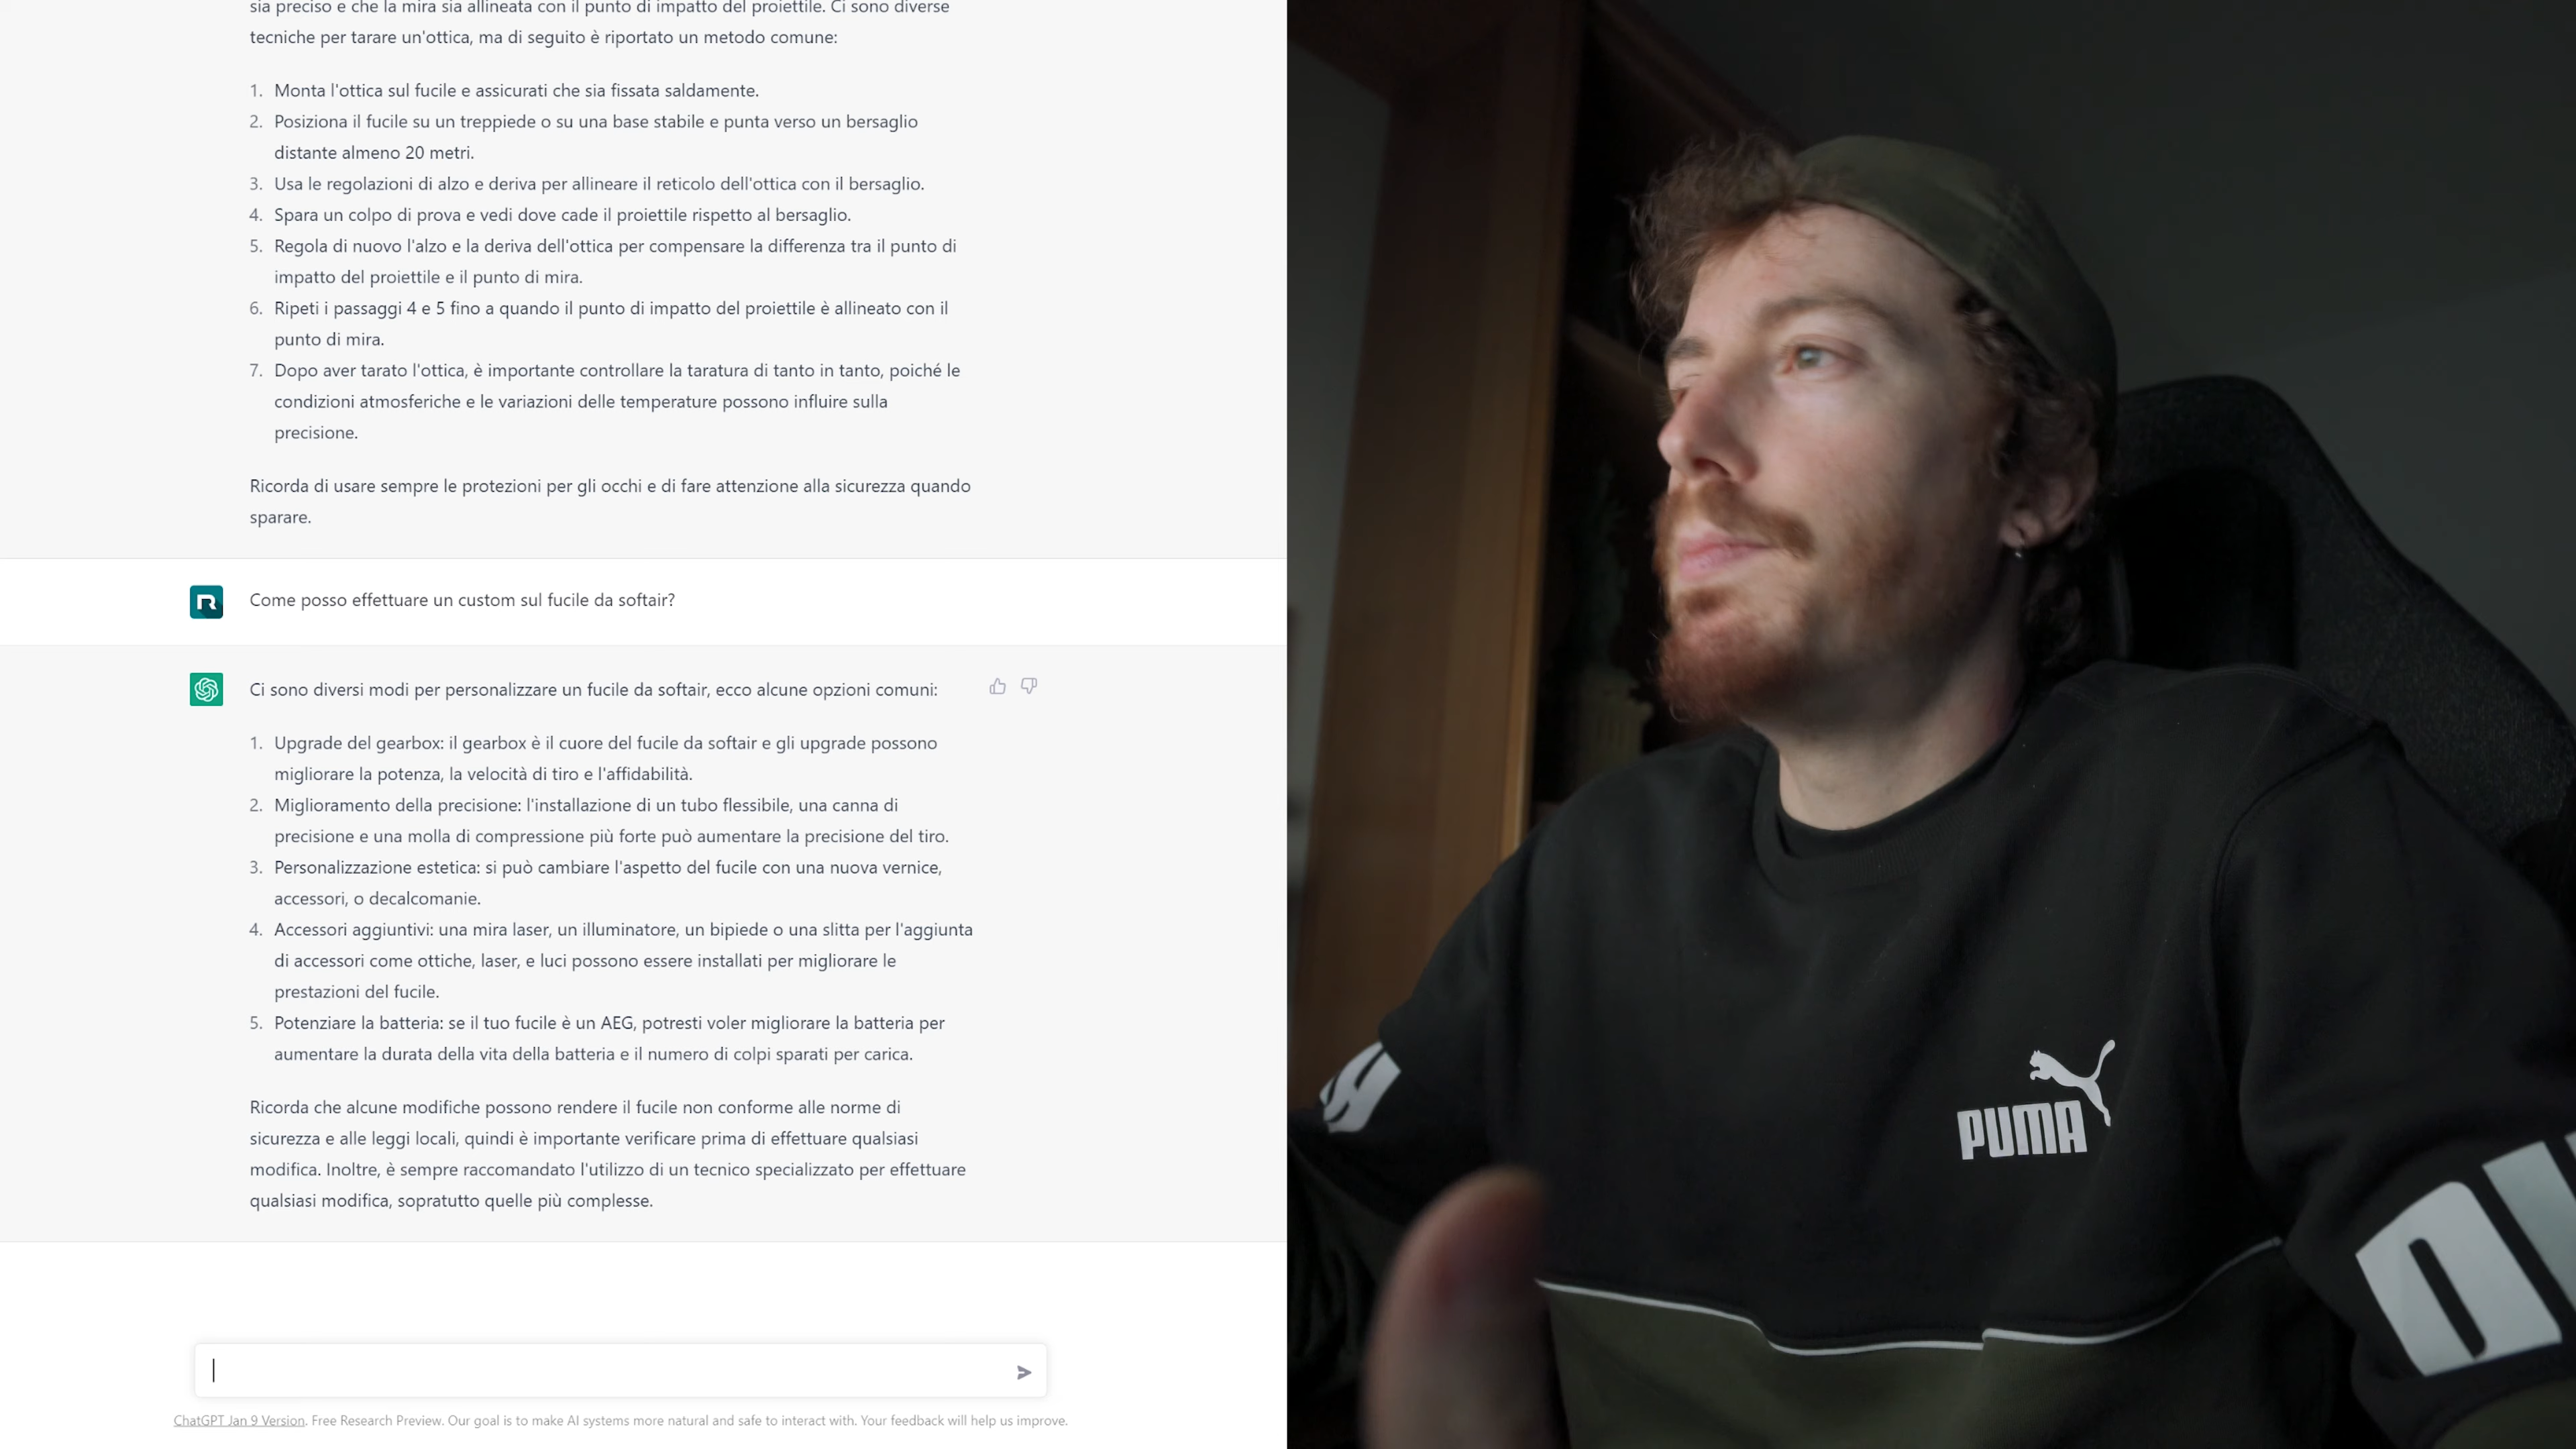 sia preciso e che la mira sia allineata con il punto di impatto del proiettile. Ci sono diverse
tecniche per tarare un'ottica, ma di seguito è riportato un metodo comune:
1. Monta l'ottica sul fucile e assicurati che sia fissata saldamente.
2. Posiziona il fucile su un treppiede o su una base stabile e punta verso un bersaglio
distante almeno 20 metri.
3. Usa le regolazioni di alzo e deriva per allineare il reticolo dell'ottica con il bersaglio.
4. Spara un colpo di prova e vedi dove cade il proiettile rispetto al bersaglio.
5. Regola di nuovo l'alzo e la deriva dell'ottica per compensare la differenza tra il punto di
impatto del proiettile e il punto di mira.
6. Ripeti i passaggi 4 e 5 fino a quando il punto di impatto del proiettile è allineato con il
punto di mira.
7. Dopo aver tarato l'ottica, è importante controllare la taratura di tanto in tanto, poiché le
condizioni atmosferiche e le variazioni delle temperature possono influire sulla
precisione.
Ricorda di usare sempre le protezioni per gli occhi e di fare attenzione alla sicurezza quando
sparare.
Come posso effettuare un custom sul fucile da softair?
Ci sono diversi modi per personalizzare un fucile da softair, ecco alcune opzioni comuni:
1. Upgrade del gearbox: il gearbox è il cuore del fucile da softair e gli upgrade possono
migliorare la potenza, la velocità di tiro e l'affidabilità.
2. Miglioramento della precisione: l'installazione di un tubo flessibile, una canna di
precisione e una molla di compressione più forte può aumentare la precisione del tiro.
3. Personalizzazione estetica: si può cambiare l'aspetto del fucile con una nuova vernice,
accessori, o decalcomanie.
4. Accessori aggiuntivi: una mira laser, un illuminatore, un bipiede o una slitta per l'aggiunta
di accessori come ottiche, laser, e luci possono essere installati per migliorare le
prestazioni del fucile.
5. Potenziare la batteria: se il tuo fucile è un AEG, potresti voler migliorare la batteria per
aumentare la durata della vita della batteria e il numero di colpi sparati per carica.
Ricorda che alcune modifiche possono rendere il fucile non conforme alle norme di
sicurezza e alle leggi locali, quindi è importante verificare prima di effettuare qualsiasi
modifica. Inoltre, è sempre raccomandato l'utilizzo di un tecnico specializzato per effettuare
qualsiasi modifica, sopratutto quelle più complesse.
ChatGPT Jan 9 Version. Free Research Preview. Our goal is to make AI systems more natural and safe to interact with. Your feedback will help us improve.
PUMA